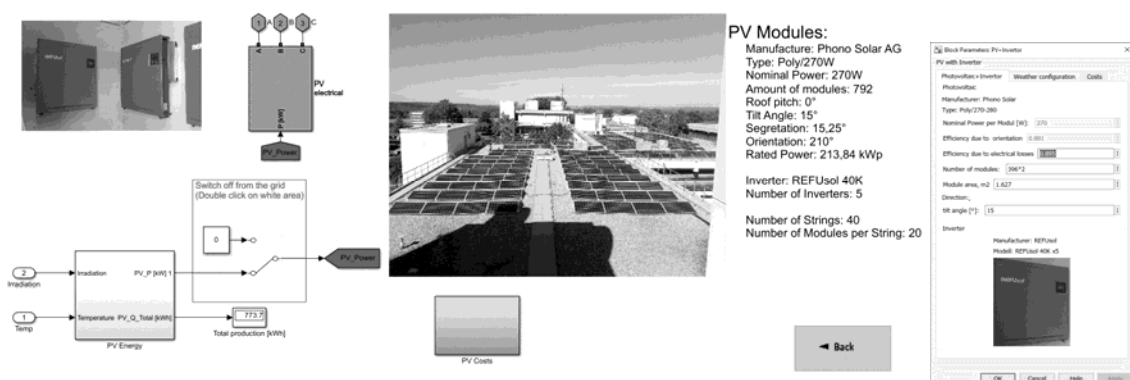 1
A
2
B
3
C
A
B
C
PV
electrical
P [kW]
PV_Power
Switch off from the grid
(Double click on white area)
0
PV_Power
2
Irradiation
Irradiation
PV_P [kW] 1
1
Temp
Temperature
PV_Q_Total [kWh]
773.7
Total production [kWh]
PV Energy
PV Costs
PV Modules:
Manufacture: Phono Solar AG
Type: Poly/270W
Nominal Power: 270W
Amount of modules: 792
Roof pitch: 0°
Tilt Angle: 15°
Segretation: 15,25°
Orientation: 210°
Rated Power: 213,84 kWp
Inverter: REFUsol 40K
Number of Inverters: 5
Number of Strings: 40
Number of Modules per String: 20
Back
Block Parameters: PV+Invertor
PV with Inverter
Photovoltaic+Invertor
Weather configuration
Costs
Photovoltaic
Manufacturer: Phono Solar
Type: Poly/270-280
Nominal Power per Modul [W]: 270
Efficiency due to orientation
Efficiency due to electrical losses
Number of modules: 396*2
Module area, m2 1.627
Direction:
tilt angle [°]: 15
Inverter
Manufacturer: REFUsol
Modell: REFUsol 40K x5
OK
Cancel
Help
Apply